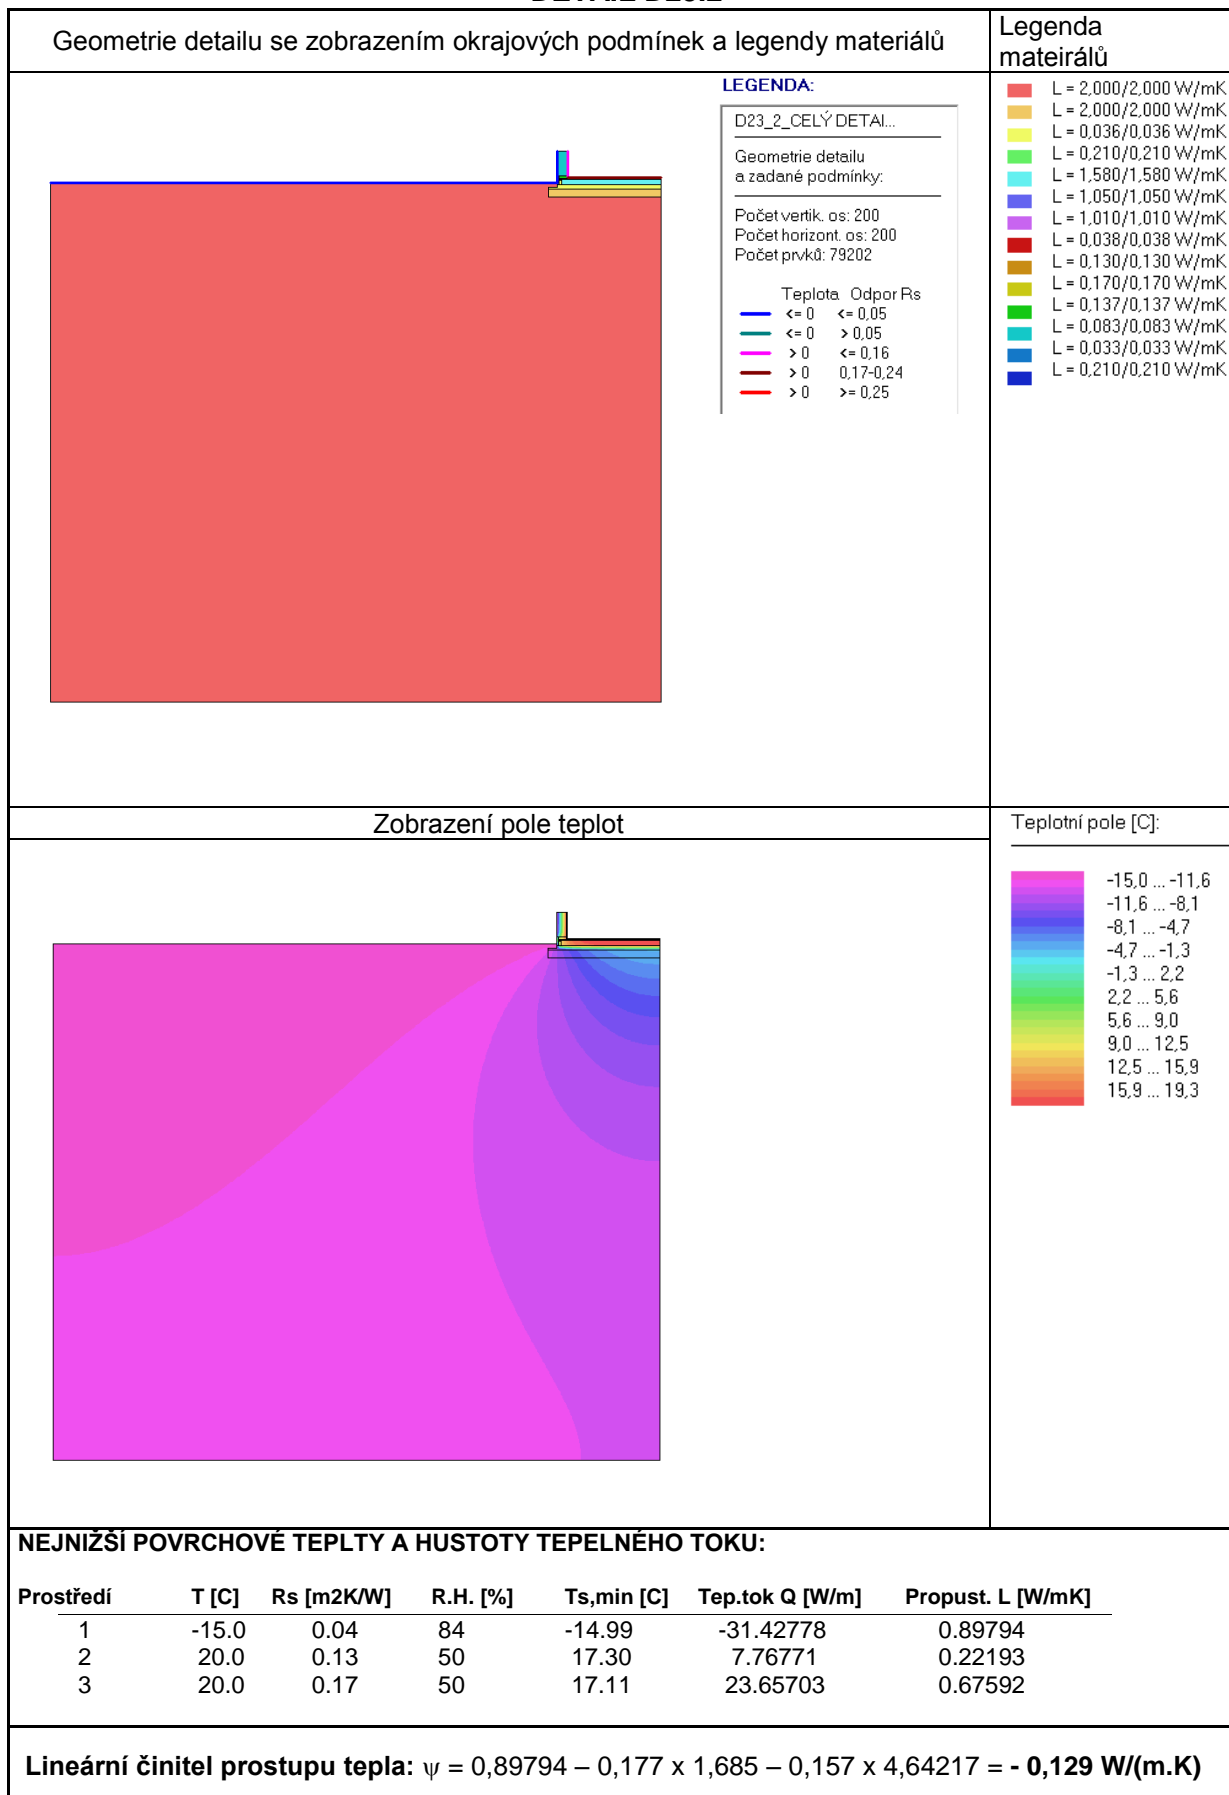 Geometrie detailu se zobrazením okrajových podmínek a legendy materiálů
Legenda
mateirálů
LEGENDA:
D23_2_CELÝ DETAI...
Geometrie detailu
a zadané podmínky:
Počet vertik. os: 200
Počet horizont. os: 200
Počet prvků: 79202
Teplota Odpor Rs
<= 0 <= 0,05
<= 0 > 0,05
> 0 <= 0,16
> 0 0,17-0,24
> 0 >= 0,25
L = 2,000/2,000 W/mK
L = 2,000/2,000 W/mK
L = 0,036/0,036 W/mK
L = 0,210/0,210 W/mK
L = 1,580/1,580 W/mK
L = 1,050/1,050 W/mK
L = 1,010/1,010 W/mK
L = 0,038/0,038 W/mK
L = 0,130/0,130 W/mK
L = 0,170/0,170 W/mK
L = 0,137/0,137 W/mK
L = 0,083/0,083 W/mK
L = 0,033/0,033 W/mK
L = 0,210/0,210 W/mK
Zobrazení pole teplot
Teplotní pole [C]:
-15,0 ... -11,6
-11,6 ... -8,1
-8,1 ... -4,7
-4,7 ... -1,3
-1,3 ... 2,2
2,2 ... 5,6
5,6 ... 9,0
9,0 ... 12,5
12,5 ... 15,9
15,9 ... 19,3
NEJNIŽŠÍ POVRCHOVÉ TEPLTY A HUSTOTY TEPELNÉHO TOKU:
Prostředí T [C] Rs [m2K/W] R.H. [%] Ts,min [C] Tep.tok Q [W/m] Propust. L [W/mK]
1 -15.0 0.04 84 -14.99 -31.42778 0.89794
2 20.0 0.13 50 17.30 7.76771 0.22193
3 20.0 0.17 50 17.11 23.65703 0.67592
Lineární činitel prostupu tepla: ψ = 0,89794 – 0,177 x 1,685 – 0,157 x 4,64217 = - 0,129 W/(m.K)